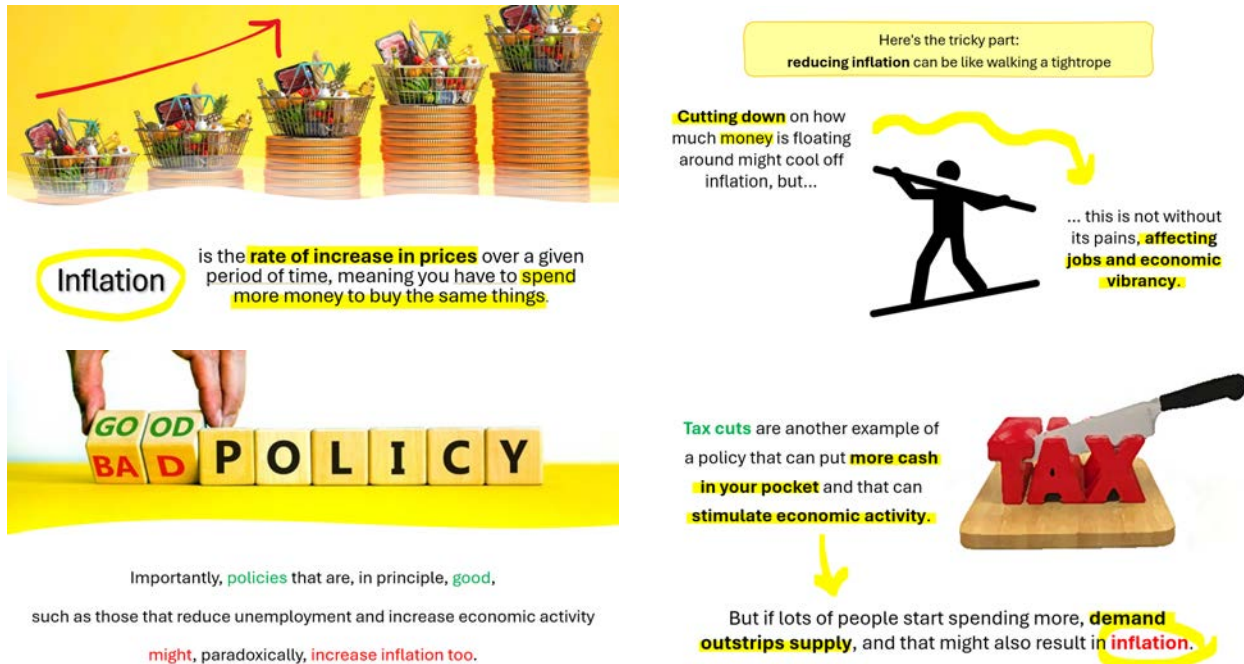 Inflation
is the rate of increase in prices over a given
period of time, meaning you have to spend
more money to buy the same things.
Here's the tricky part:
reducing inflation can be like walking a tightrope
Cutting down on how
much money is floating
around might cool off
inflation, but...
... this is not without
its pains, affecting
jobs and economic
vibrancy.
GOOD
BAD POLICY
Importantly, policies that are, in principle, good,
such as those that reduce unemployment and increase economic activity
might, paradoxically, increase inflation too.
Tax cuts are another example of
a policy that can put more cash
in your pocket and that can
stimulate economic activity.
TAX
But if lots of people start spending more, demand
outstrips supply, and that might also result in inflation.